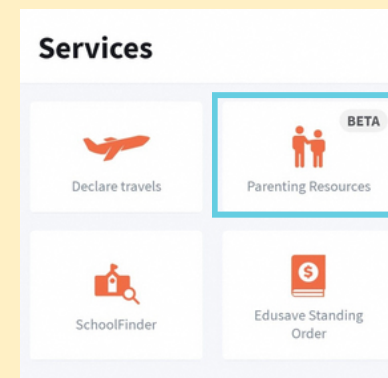 Services
Declare travels
BETA
Parenting Resources
SchoolFinder
$
Edusave Standing
Order